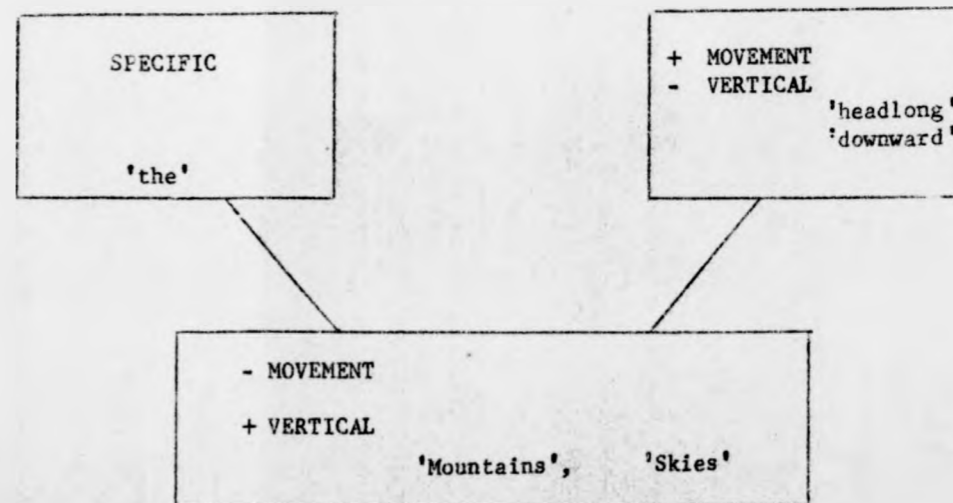 SPECIFIC
'the'
+ MOVEMENT
- VERTICAL
'headlong'
'downward'
- MOVEMENT
+ VERTICAL
'Mountains', 'Skies'